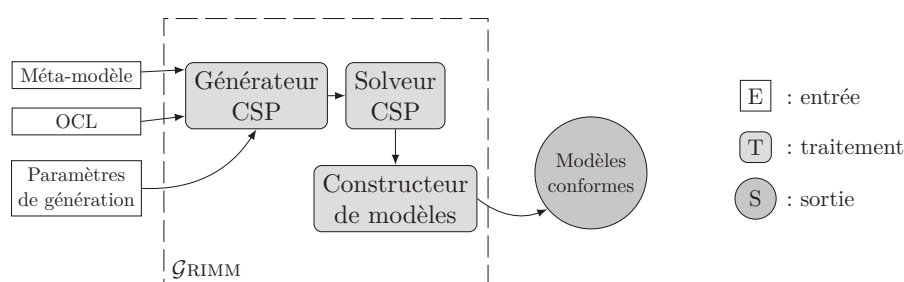 Méta-modèle
OCL
Paramètres
de génération
Générateur
CSP
Solveur
CSP
Constructeur
de modèles
GRIMM
Modèles
conformes
E : entrée
T : traitement
S : sortie